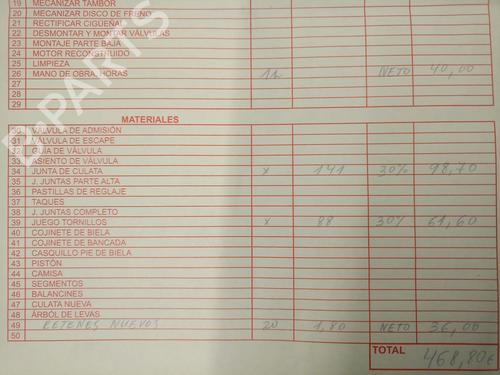 19 MECANIZAR TAMBOR
20 MECANIZAR DISCO DE FRENO
21 RECTIFICAR CIGÜEÑAL
22 DESMONTAR Y MONTAR VÁLVULAS
23 MONTAJE PARTE BAJA
24 MOTOR RECONSTRUIDO
25 LIMPIEZA
26 MANO DE OBRA, HORAS NETO 40,00
27
28
29
MATERIALES
30 VÁLVULA DE ADMISIÓN
31 VÁLVULA DE ESCAPE
32 GUÍA DE VÁLVULA
33 ASIENTO DE VÁLVULA
34 JUNTA DE CULATA x 141 30% 98,70
35 J. JUNTAS PARTE ALTA
36 PASTILLAS DE REGLAJE
37 TAQUES
38 J. JUNTAS COMPLETO
39 JUEGO TORNILLOS x 88 30% 61,60
40 COJINETE DE BIELA
41 COJINETE DE BANCADA
42 CASQUILLO PIE DE BIELA
43 PISTÓN
44 CAMISA
45 SEGMENTOS
46 BALANCINES
47 CULATA NUEVA
48 ÁRBOL DE LEVAS
49 RETENES NUEVOS 20 1,80 NETO 36,00
50
TOTAL 468,80€
B-PARTS